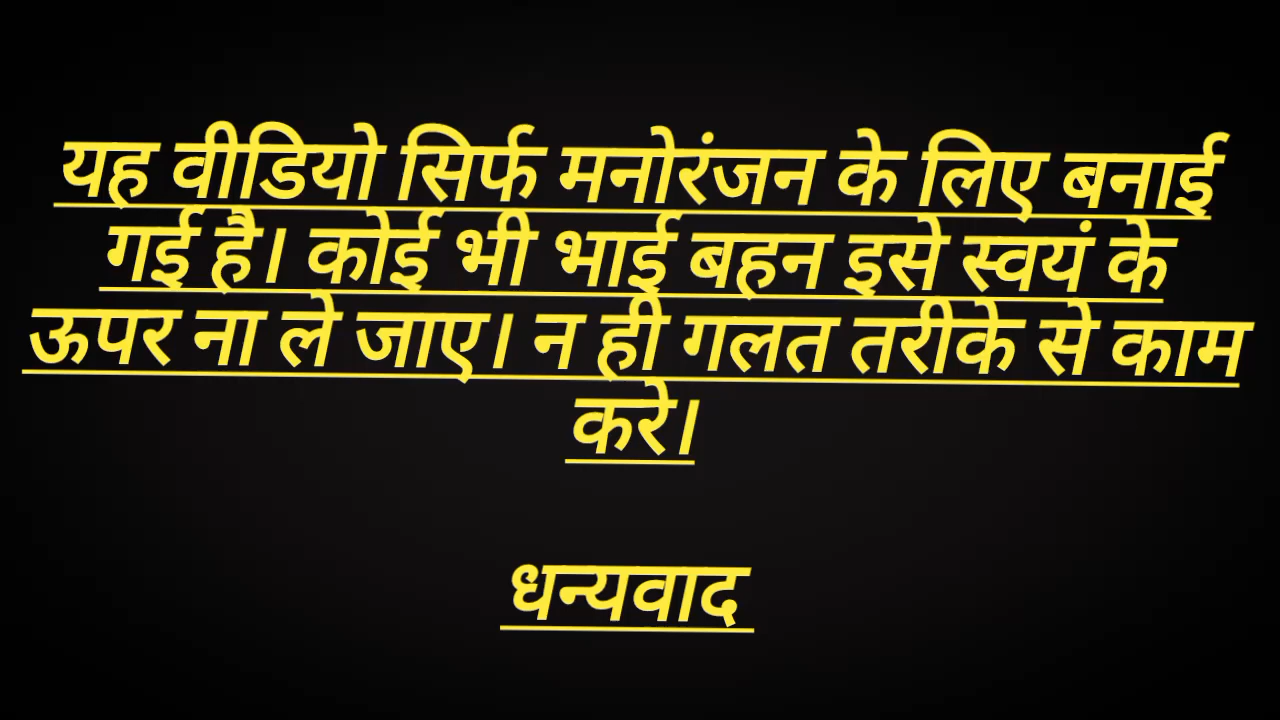 यह वीडियो सिर्फ मनोरंजन के लिए बनाई
गई है। कोई भी भाई बहन इसे स्वयं के
ऊपर ना ले जाए। न ही गलत तरीके से काम
करे।
धन्यवाद